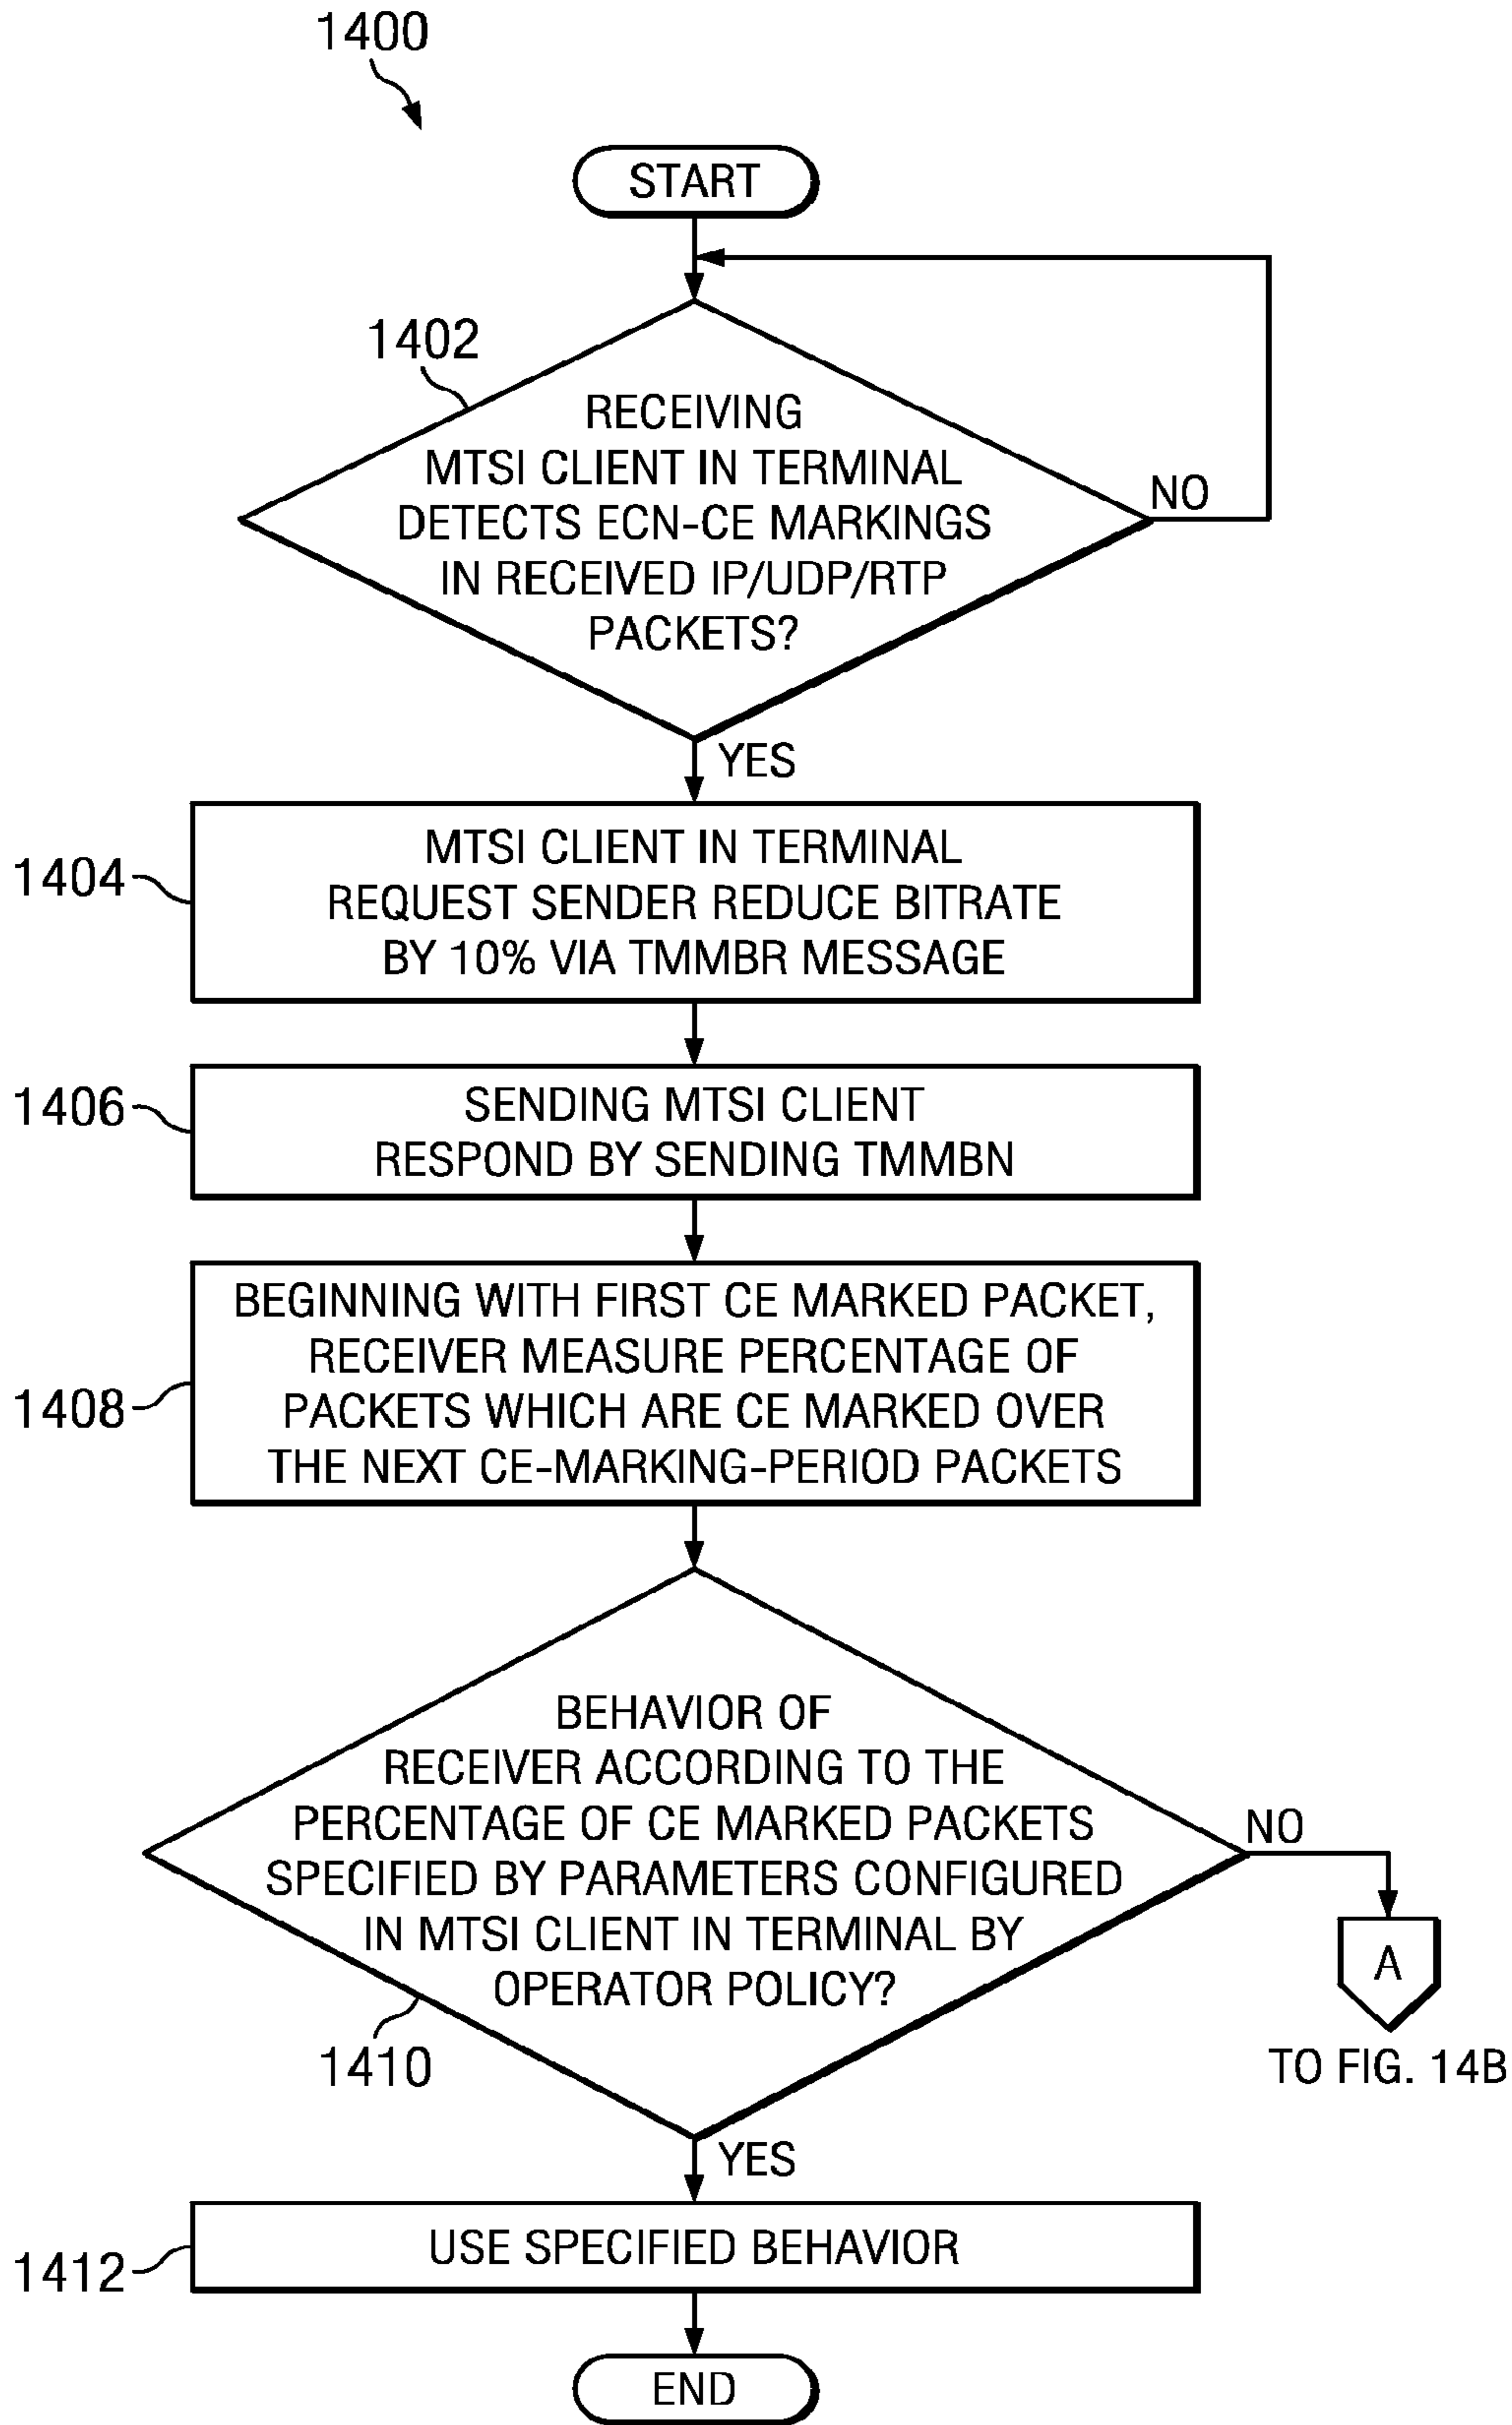 1400
START
1402
RECEIVING
MTSI CLIENT IN TERMINAL
DETECTS ECN-CE MARKINGS
IN RECEIVED IP/UDP/RTP
PACKETS?
NO
YES
1404
MTSI CLIENT IN TERMINAL
REQUEST SENDER REDUCE BITRATE
BY 10% VIA TMMBR MESSAGE
1406
SENDING MTSI CLIENT
RESPOND BY SENDING TMMBN
1408
BEGINNING WITH FIRST CE MARKED PACKET,
RECEIVER MEASURE PERCENTAGE OF
PACKETS WHICH ARE CE MARKED OVER
THE NEXT CE-MARKING-PERIOD PACKETS
BEHAVIOR OF
RECEIVER ACCORDING TO THE
PERCENTAGE OF CE MARKED PACKETS
SPECIFIED BY PARAMETERS CONFIGURED
IN MTSI CLIENT IN TERMINAL BY
OPERATOR POLICY?
1410
NO
A
TO FIG. 14B
YES
1412
USE SPECIFIED BEHAVIOR
END